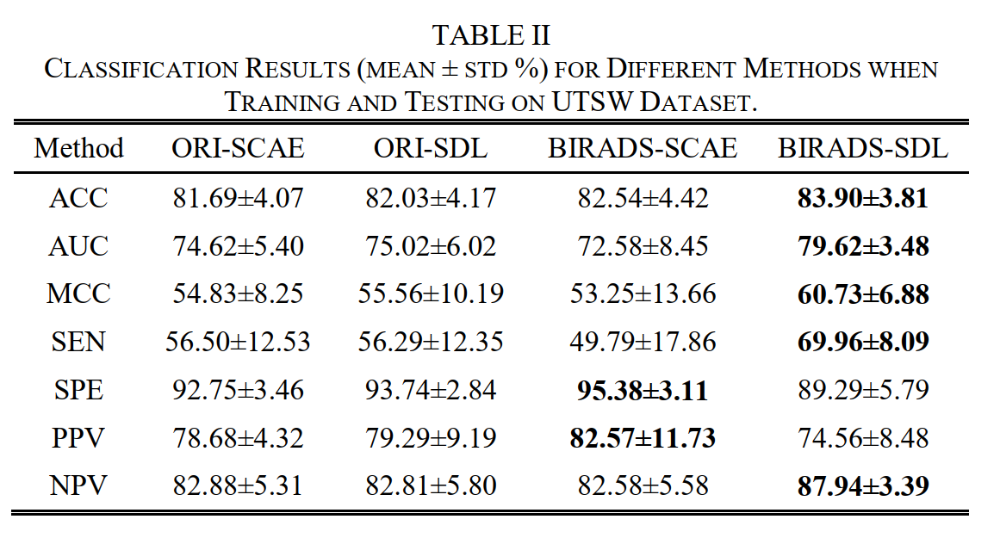 TABLE II
CLASSIFICATION RESULTS (MEAN ± STD %) FOR DIFFERENT METHODS WHEN
TRAINING AND TESTING ON UTSW DATASET.
Method ORI-SCAE ORI-SDL BIRADS-SCAE BIRADS-SDL
ACC 81.69±4.07 82.03±4.17 82.54±4.42 83.90±3.81
AUC 74.62±5.40 75.02±6.02 72.58±8.45 79.62±3.48
MCC 54.83±8.25 55.56±10.19 53.25±13.66 60.73±6.88
SEN 56.50±12.53 56.29±12.35 49.79±17.86 69.96±8.09
SPE 92.75±3.46 93.74±2.84 95.38±3.11 89.29±5.79
PPV 78.68±4.32 79.29±9.19 82.57±11.73 74.56±8.48
NPV 82.88±5.31 82.81±5.80 82.58±5.58 87.94±3.39